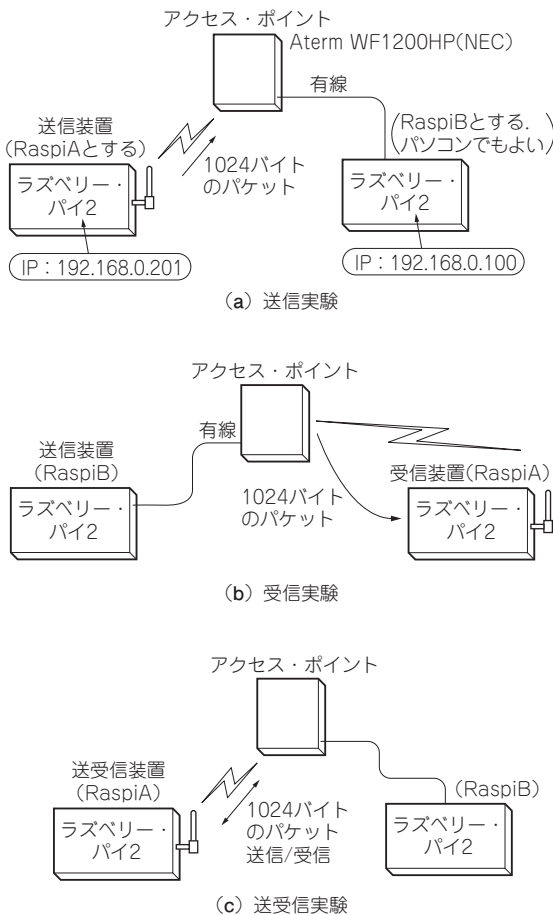 アクセス・ポイント
Aterm WF1200HP(NEC)
有線
送信装置
(RaspiAとする)
(RaspiBとする.
パソコンでもよい)
1024バイト
のパケット
ラズベリー・
パイ2
ラズベリー・
パイ2
IP：192.168.0.201
IP：192.168.0.100
(a) 送信実験
アクセス・ポイント
有線
送信装置
(RaspiB)
受信装置(RaspiA)
1024バイト
のパケット
ラズベリー・
パイ2
ラズベリー・
パイ2
(b) 受信実験
アクセス・ポイント
送受信装置
(RaspiA)
(RaspiB)
1024バイト
のパケット
送信/受信
ラズベリー・
パイ2
ラズベリー・
パイ2
(c) 送受信実験